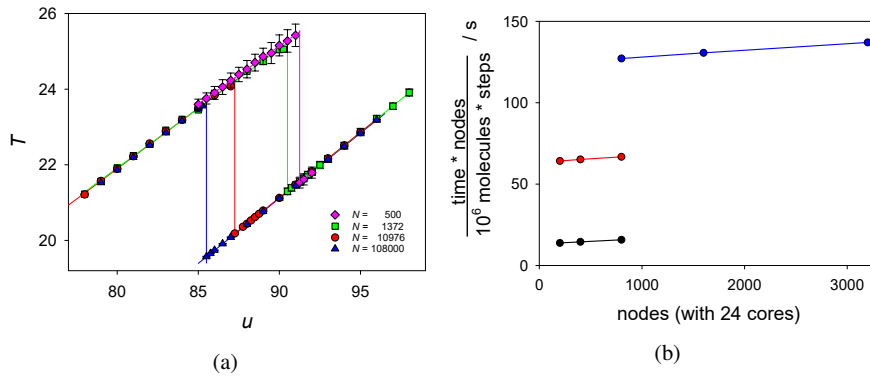 26
24
22
20
T
80
85
90
95
u
N = 500
N = 1372
N = 10976
N = 108000
(a)
150
100
50
0
time * nodes / s
10^6 molecules * steps
0
1000
2000
3000
nodes (with 24 cores)
(b)